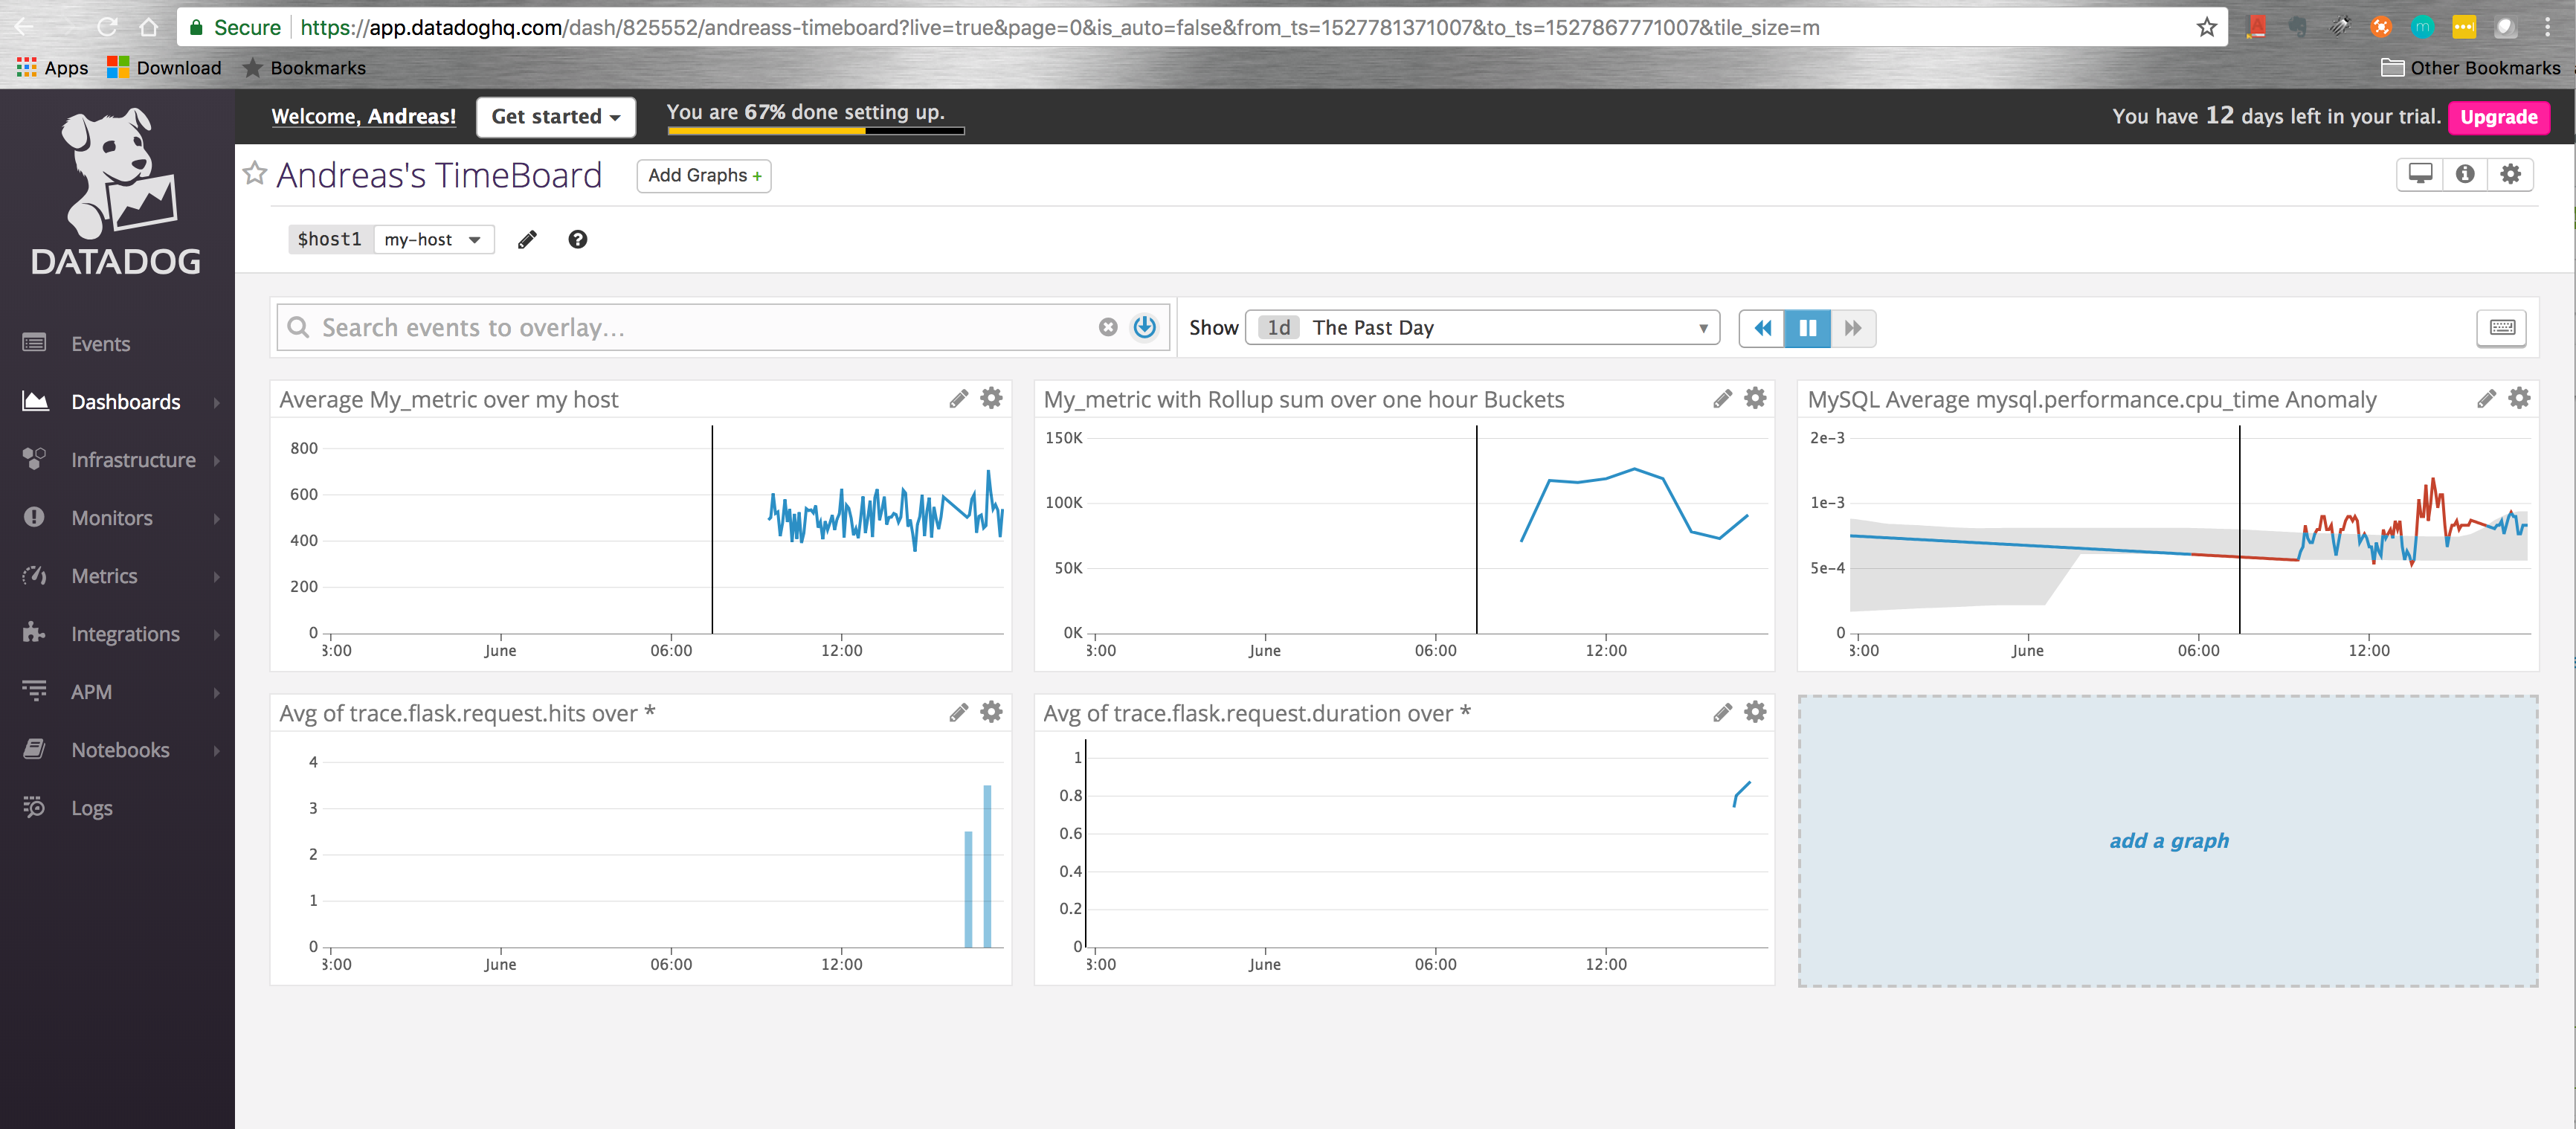 Secure https://app.datadoghq.com/dash/825552/andreass-timeboard?live=true&page=0&is_auto=false&from_ts=1527781371007&to_ts=1527867771007&tile_size=m
Apps Download Bookmarks Other Bookmarks
DATADOG
Events
Dashboards
Infrastructure
Monitors
Metrics
Integrations
APM
Notebooks
Logs
Welcome, Andreas! Get started You are 67% done setting up. You have 12 days left in your trial. Upgrade
Andreas's TimeBoard Add Graphs +
$host1 my-host
Search events to overlay... Show 1d The Past Day
Average My_metric over my host
800
600
400
200
0
3:00 June 06:00 12:00
My_metric with Rollup sum over one hour Buckets
150K
100K
50K
0K
3:00 June 06:00 12:00
MySQL Average mysql.performance.cpu_time Anomaly
2e-3
1e-3
5e-4
0
3:00 June 06:00 12:00
Avg of trace.flask.request.hits over *
4
3
2
1
0
3:00 June 06:00 12:00
Avg of trace.flask.request.duration over *
1
0.8
0.6
0.4
0.2
0
3:00 June 06:00 12:00
add a graph